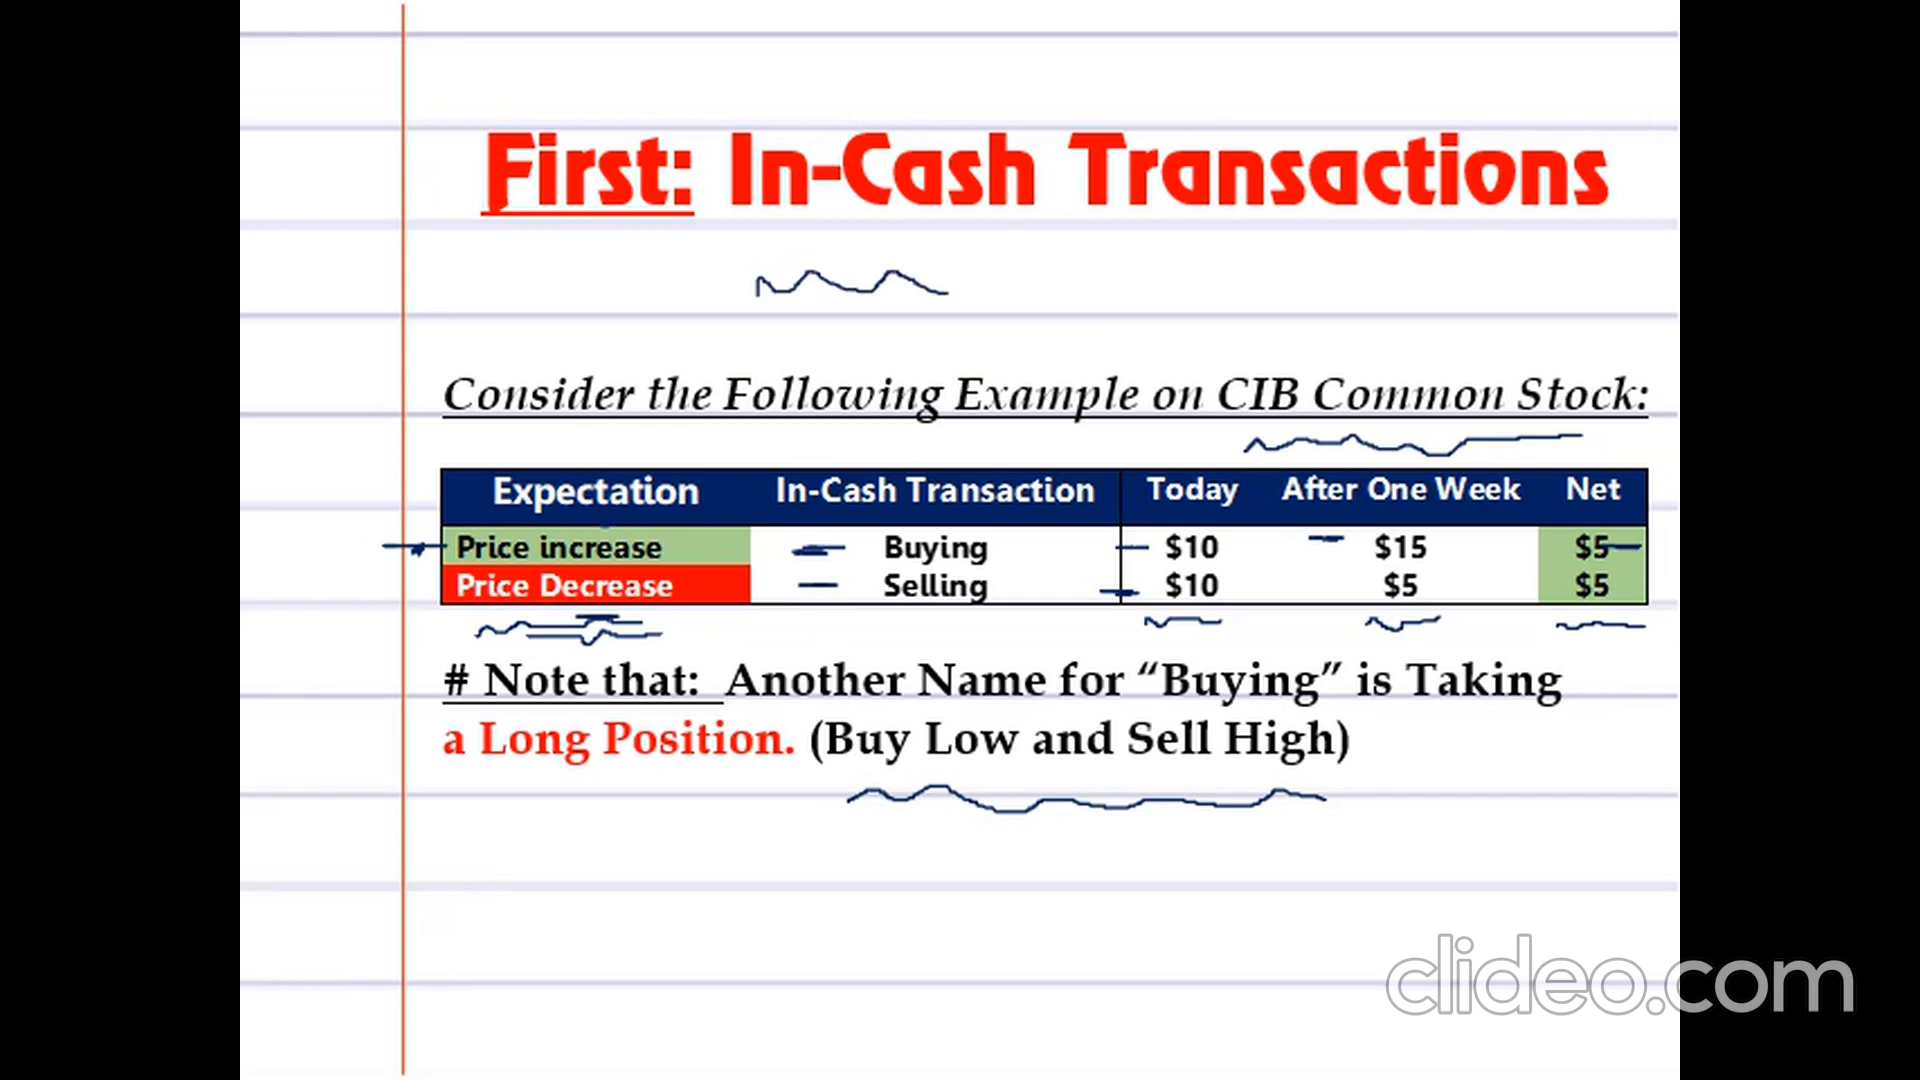 First: In-Cash Transactions
Consider the Following Example on CIB Common Stock:
Expectation In-Cash Transaction Today After One Week Net
Price increase Buying $10 $15 $5
Price Decrease Selling $10 $5 $5
# Note that: Another Name for “Buying” is Taking
a Long Position. (Buy Low and Sell High)
clideo.com